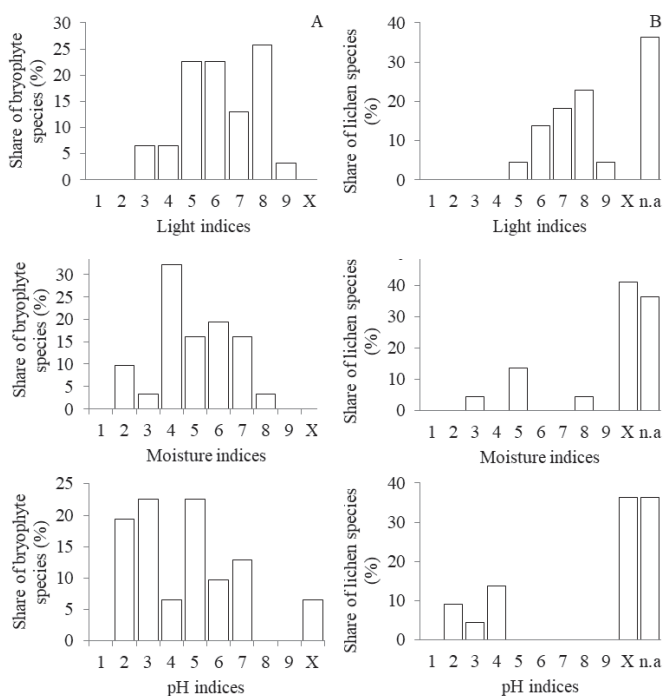 A
Share of bryophyte
species (%)
30
25
20
15
10
5
0
1 2 3 4 5 6 7 8 9 X
Light indices
B
Share of lichen species
(%)
40
30
20
10
0
1 2 3 4 5 6 7 8 9 X n.a
Light indices
Share of bryophyte
species (%)
30
25
20
15
10
5
0
1 2 3 4 5 6 7 8 9 X
Moisture indices
Share of lichen species
(%)
40
30
20
10
0
1 2 3 4 5 6 7 8 9 X n.a
Moisture indices
Share of bryophyte
species (%)
25
20
15
10
5
0
1 2 3 4 5 6 7 8 9 X
pH indices
Share of lichen species
(%)
40
30
20
10
0
1 2 3 4 5 6 7 8 9 X n.a
pH indices